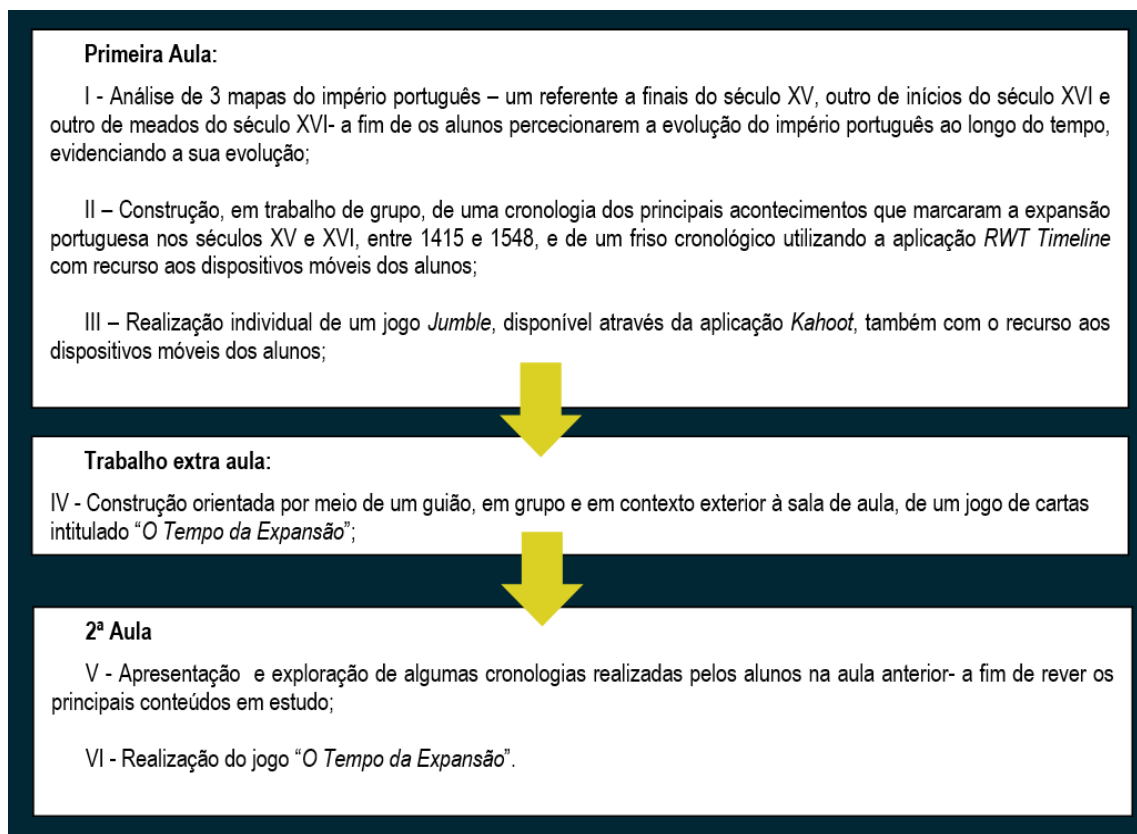 Primeira Aula:
I - Análise de 3 mapas do império português – um referente a finais do século XV, outro de inícios do século XVI e
outro de meados do século XVI- a fim de os alunos percecionarem a evolução do império português ao longo do tempo,
evidenciando a sua evolução;
II – Construção, em trabalho de grupo, de uma cronologia dos principais acontecimentos que marcaram a expansão
portuguesa nos séculos XV e XVI, entre 1415 e 1548, e de um friso cronológico utilizando a aplicação RWT Timeline
com recurso aos dispositivos móveis dos alunos;
III – Realização individual de um jogo Jumble, disponível através da aplicação Kahoot, também com o recurso aos
dispositivos móveis dos alunos;
Trabalho extra aula:
IV - Construção orientada por meio de um guião, em grupo e em contexto exterior à sala de aula, de um jogo de cartas
intitulado “O Tempo da Expansão”;
2ª Aula
V - Apresentação e exploração de algumas cronologias realizadas pelos alunos na aula anterior- a fim de rever os
principais conteúdos em estudo;
VI - Realização do jogo “O Tempo da Expansão”.